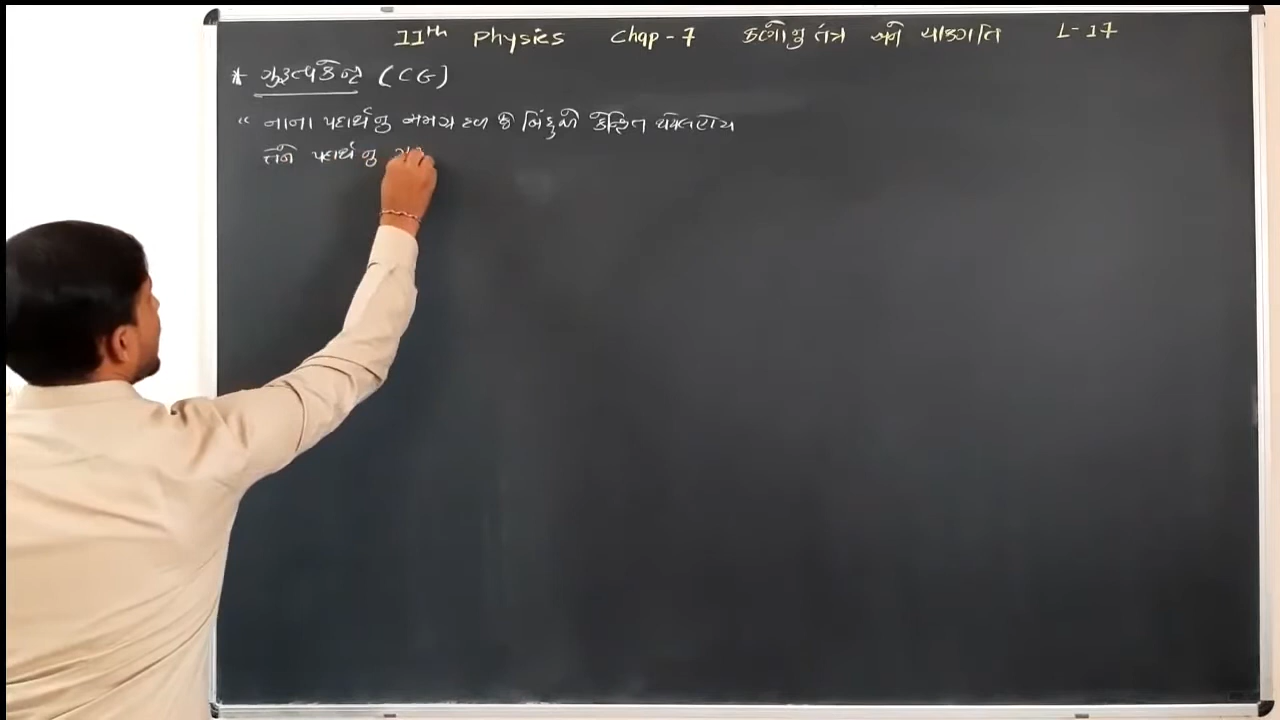 11th Physics Chap - 7 કણોનુ તંત્ર અને ચાકગતિ L-17
* ગુરુત્વકેન્દ્ર (CG)
“ નાના પદાર્થનુ સમગ્ર દળ જે બિંદુએ કેન્દ્રિત થયેલ હોય
તેને પદાર્થનુ